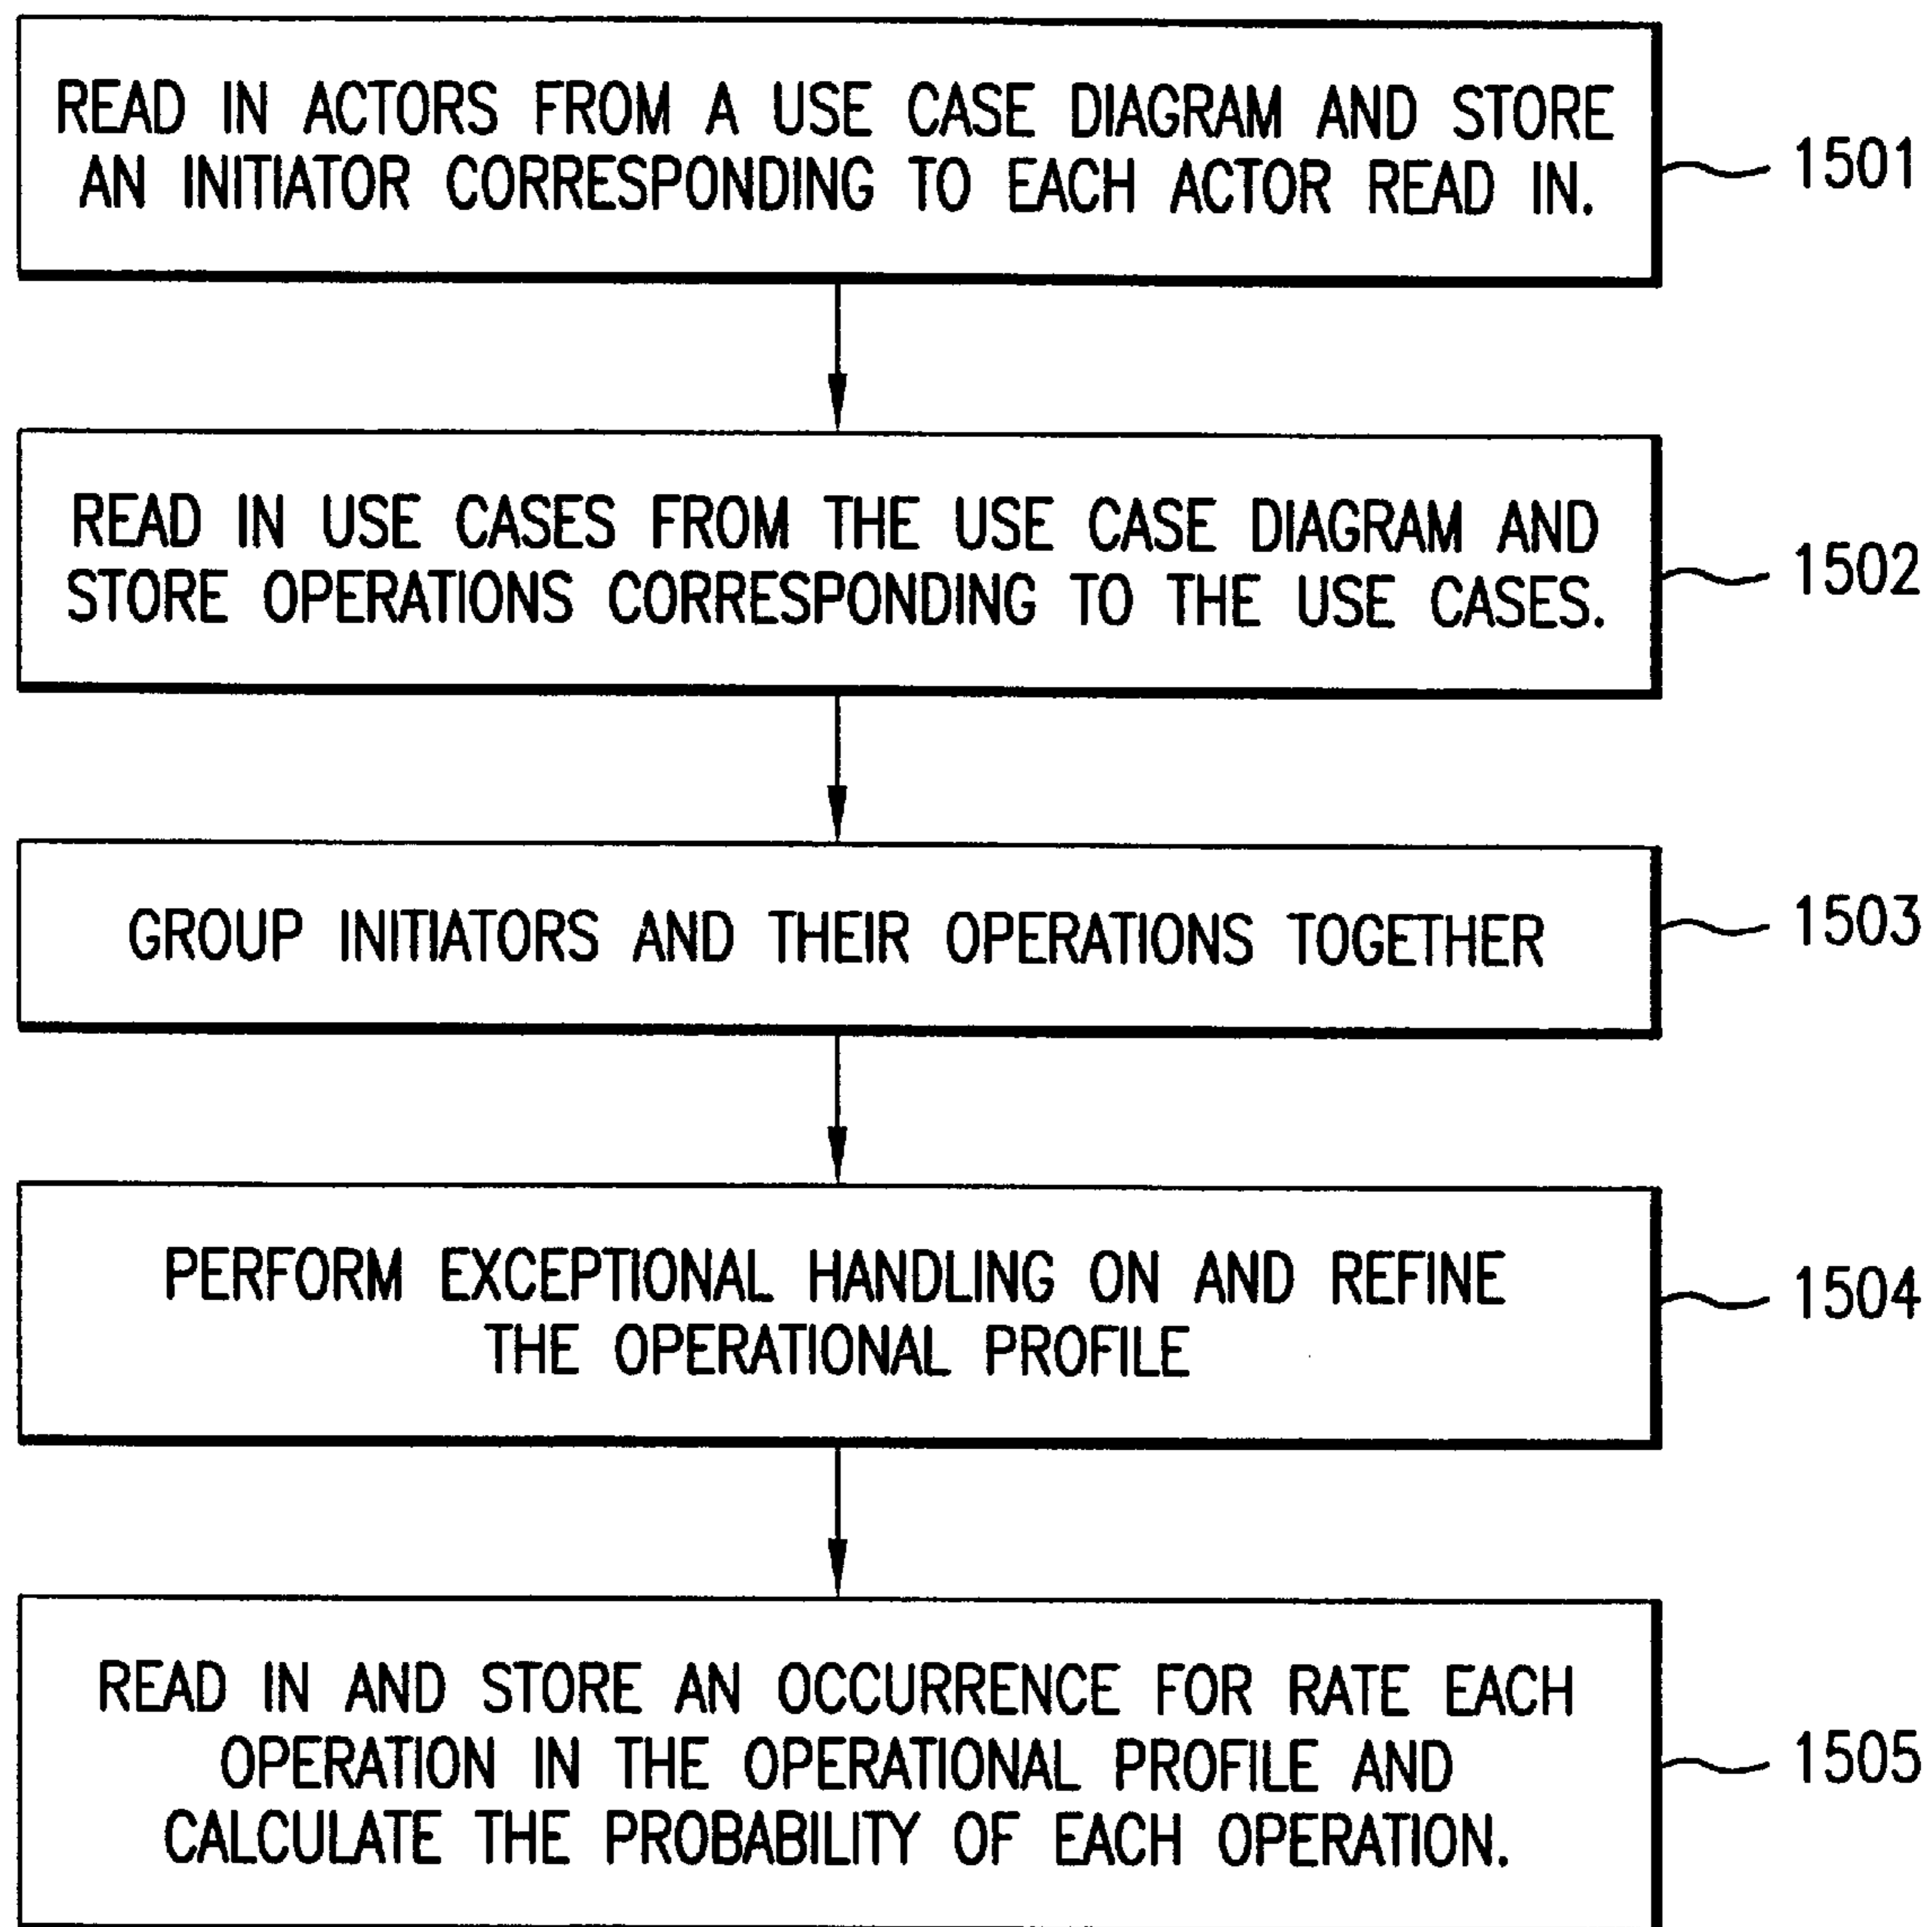 READ IN ACTORS FROM A USE CASE DIAGRAM AND STORE
AN INITIATOR CORRESPONDING TO EACH ACTOR READ IN.
1501
READ IN USE CASES FROM THE USE CASE DIAGRAM AND
STORE OPERATIONS CORRESPONDING TO THE USE CASES.
1502
GROUP INITIATORS AND THEIR OPERATIONS TOGETHER
1503
PERFORM EXCEPTIONAL HANDLING ON AND REFINE
THE OPERATIONAL PROFILE
1504
READ IN AND STORE AN OCCURRENCE FOR RATE EACH
OPERATION IN THE OPERATIONAL PROFILE AND
CALCULATE THE PROBABILITY OF EACH OPERATION.
1505